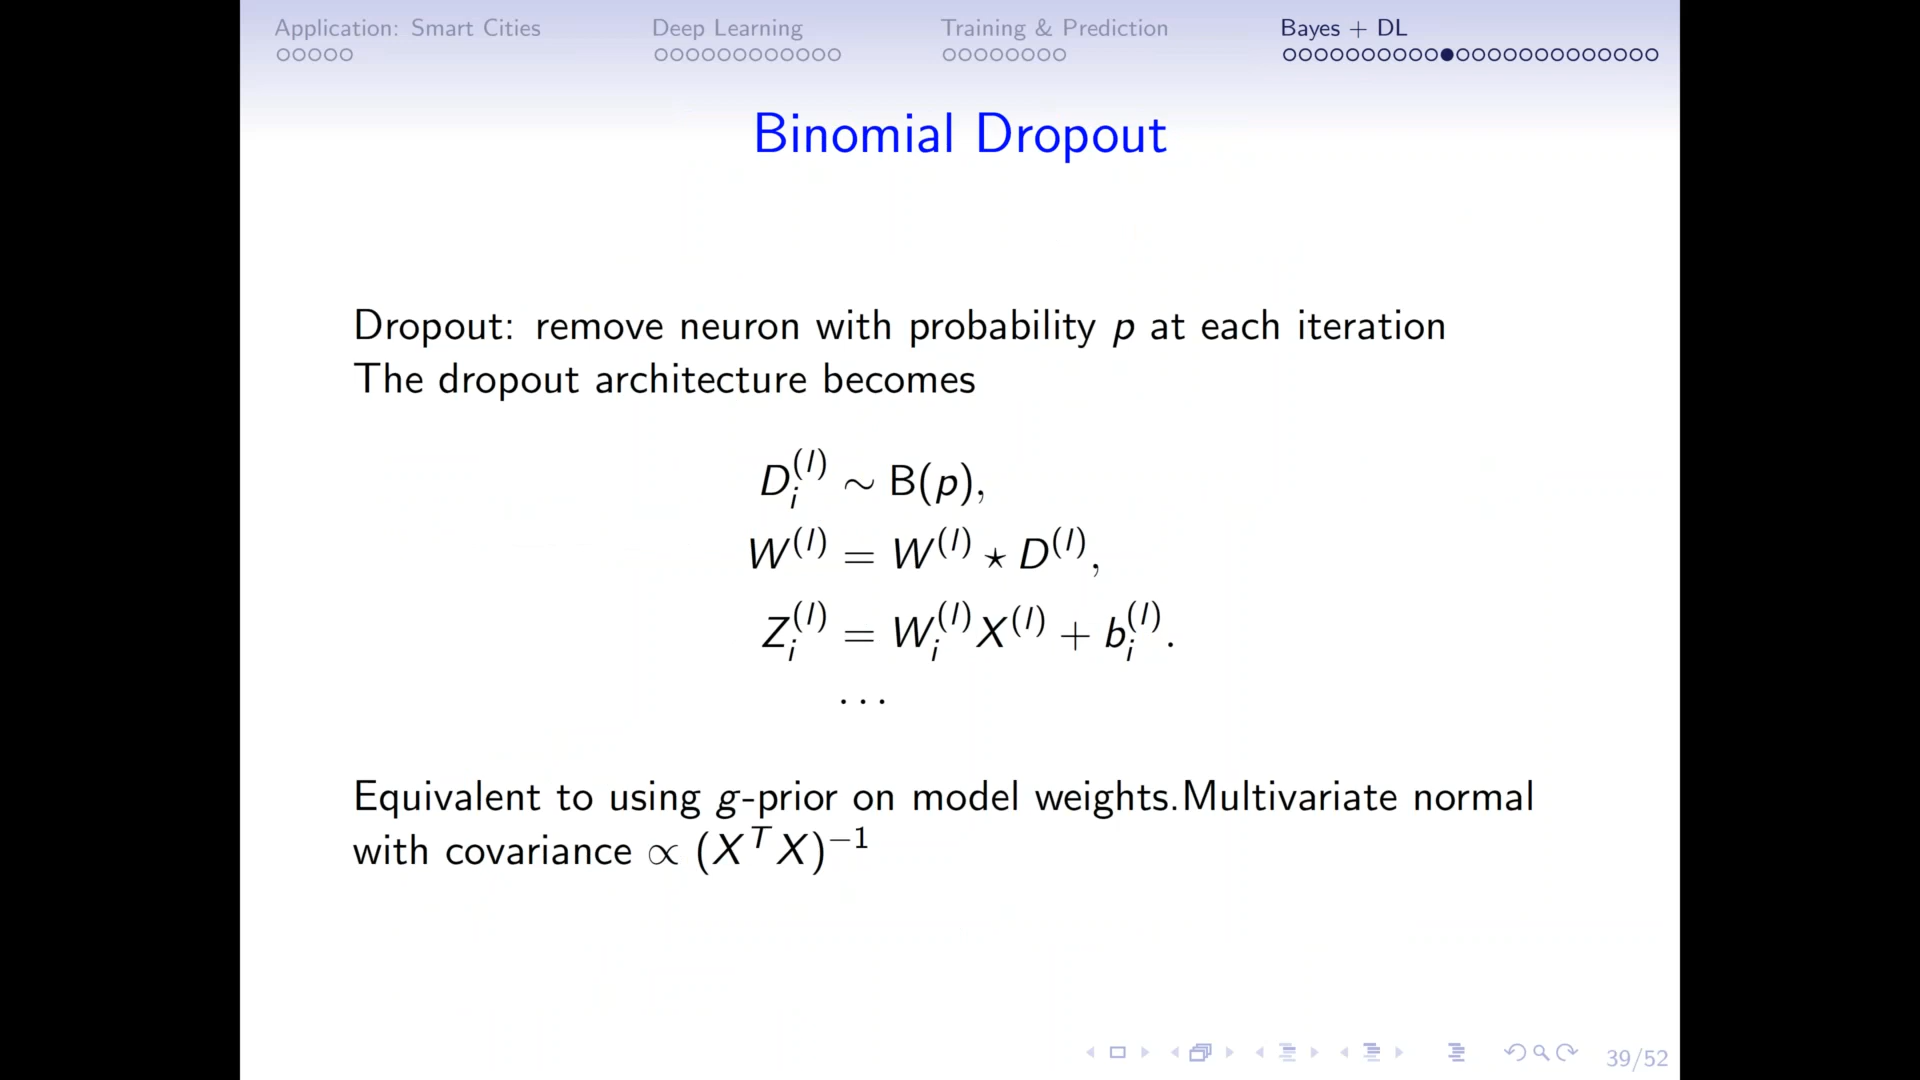 Application: Smart Cities Deep Learning Training & Prediction Bayes + DL
Binomial Dropout
Dropout: remove neuron with probability p at each iteration
The dropout architecture becomes
D_i^{(l)} ∼ B(p),
W^{(l)} = W^{(l)} ⋆ D^{(l)},
Z_i^{(l)} = W_i^{(l)} X^{(l)} + b_i^{(l)}.
...
Equivalent to using g-prior on model weights.Multivariate normal
with covariance ∝ (X^T X)^{−1}
39/52